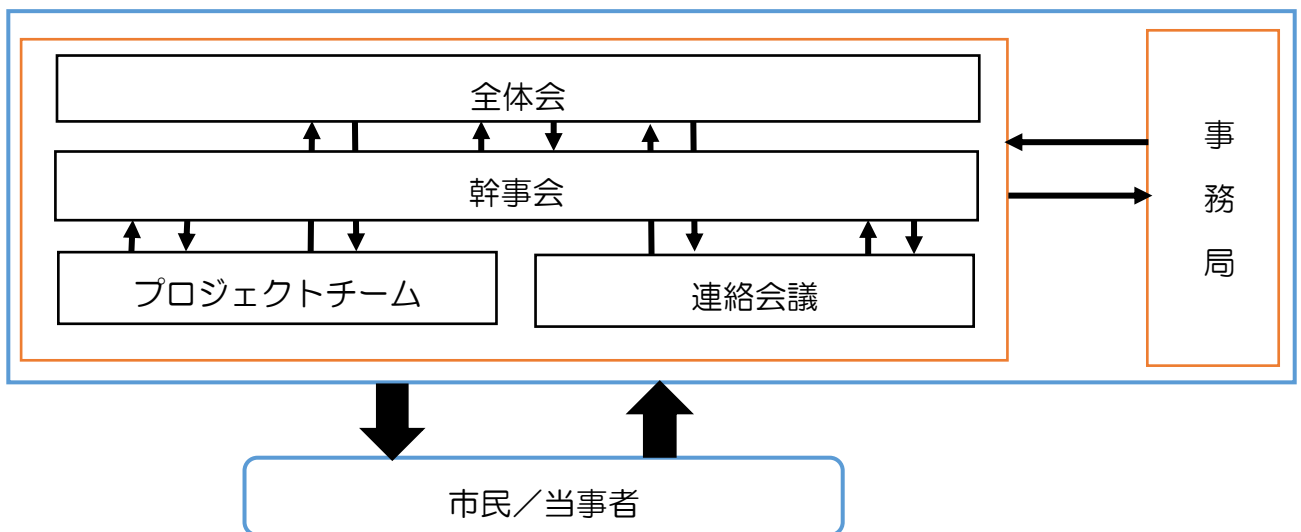 全体会
幹事会
プロジェクトチーム
連絡会議
事務局
市民／当事者